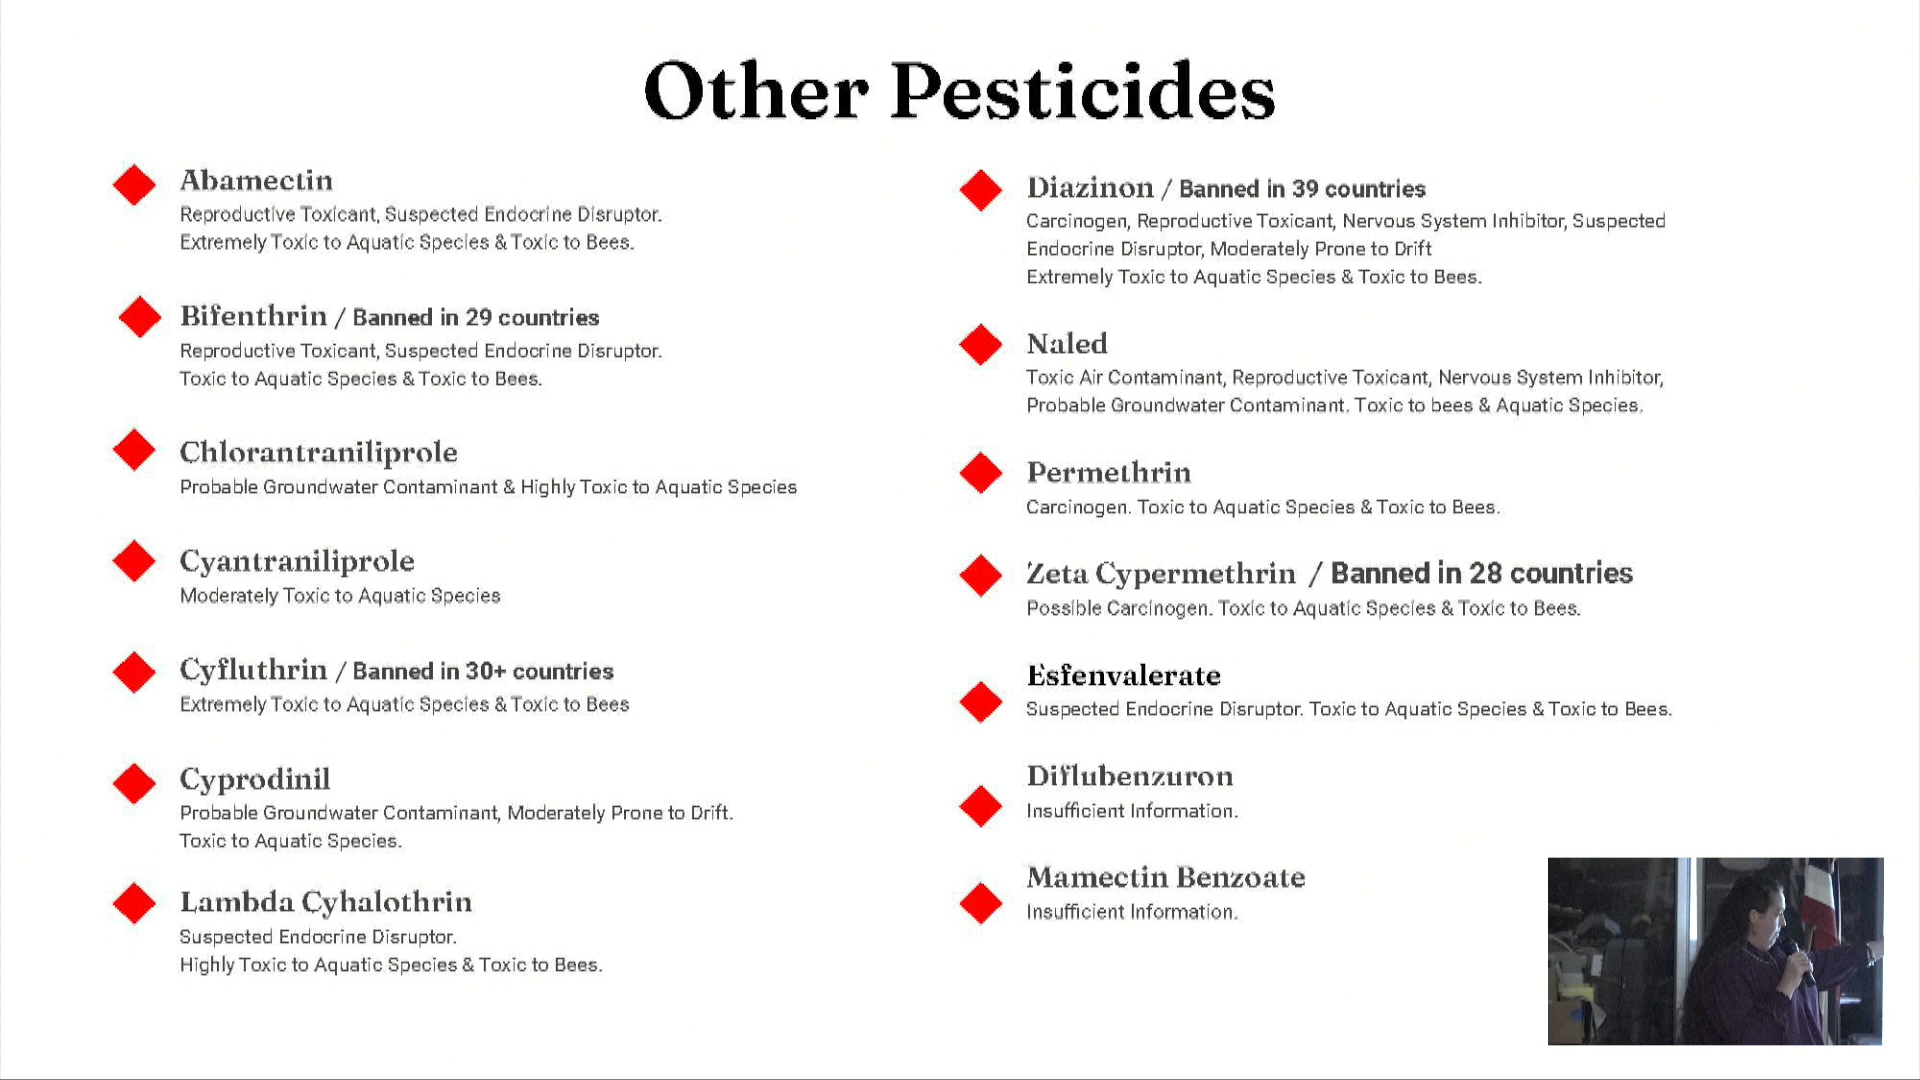 Other Pesticides
Abamectin
Reproductive Toxicant, Suspected Endocrine Disruptor.
Extremely Toxic to Aquatic Species & Toxic to Bees.
Bifenthrin / Banned in 29 countries
Reproductive Toxicant, Suspected Endocrine Disruptor.
Toxic to Aquatic Species & Toxic to Bees.
Chlorantraniliprole
Probable Groundwater Contaminant & Highly Toxic to Aquatic Species
Cyantraniliprole
Moderately Toxic to Aquatic Species
Cyfluthrin / Banned in 30+ countries
Extremely Toxic to Aquatic Species & Toxic to Bees
Cyprodinil
Probable Groundwater Contaminant, Moderately Prone to Drift.
Toxic to Aquatic Species.
Lambda Cyhalothrin
Suspected Endocrine Disruptor.
Highly Toxic to Aquatic Species & Toxic to Bees.
Diazinon / Banned in 39 countries
Carcinogen, Reproductive Toxicant, Nervous System Inhibitor, Suspected
Endocrine Disruptor, Moderately Prone to Drift
Extremely Toxic to Aquatic Species & Toxic to Bees.
Naled
Toxic Air Contaminant, Reproductive Toxicant, Nervous System Inhibitor,
Probable Groundwater Contaminant. Toxic to bees & Aquatic Species.
Permethrin
Carcinogen. Toxic to Aquatic Species & Toxic to Bees.
Zeta Cypermethrin / Banned in 28 countries
Possible Carcinogen. Toxic to Aquatic Species & Toxic to Bees.
Esfenvalerate
Suspected Endocrine Disruptor. Toxic to Aquatic Species & Toxic to Bees.
Diflubenzuron
Insufficient Information.
Mamectin Benzoate
Insufficient Information.